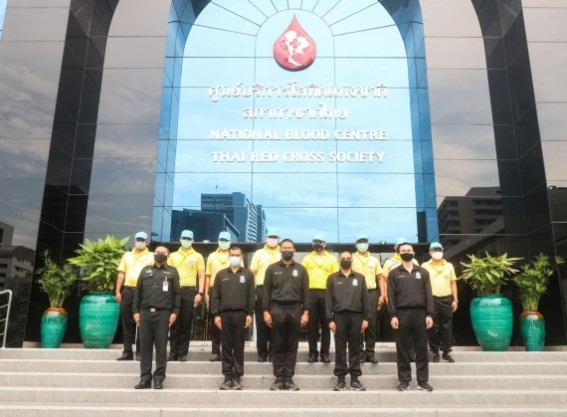 ศูนย์บริการโลหิตแห่งชาติ
สภากาชาดไทย
NATIONAL BLOOD CENTRE
THAI RED CROSS SOCIETY